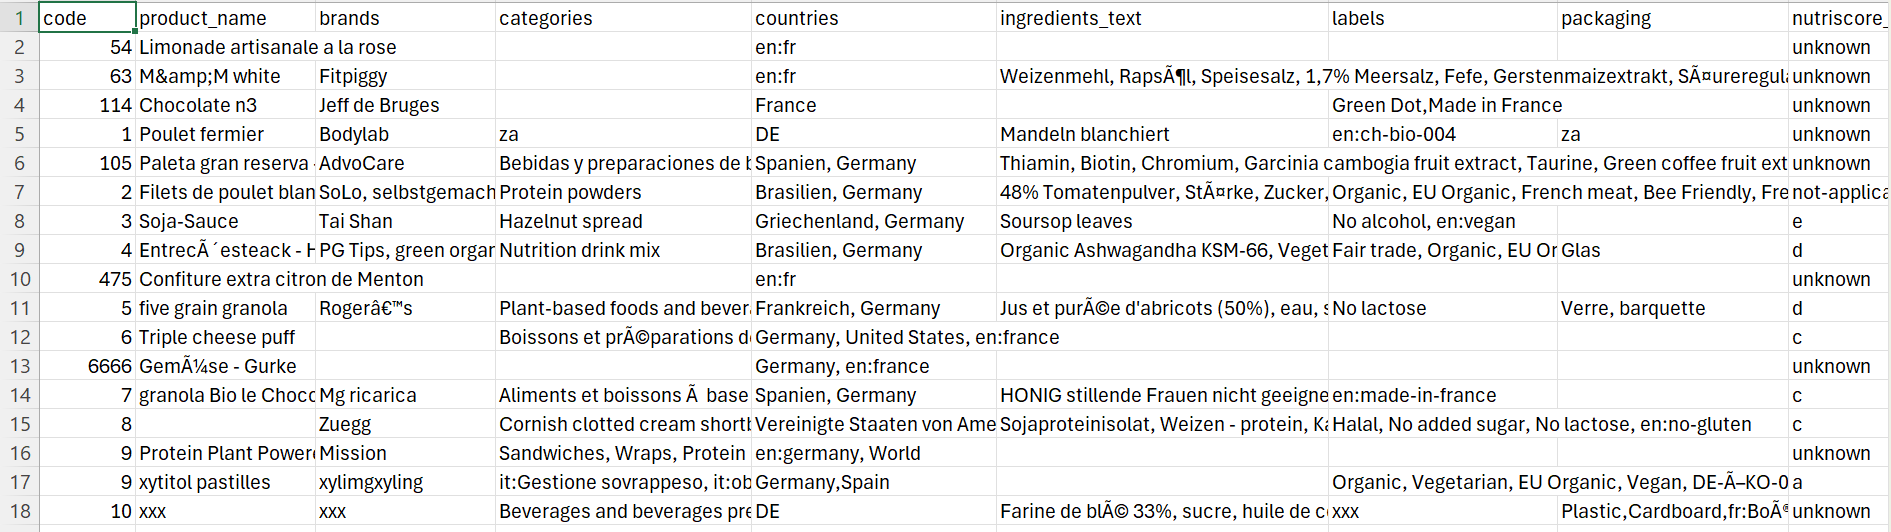 1 code product_name brands categories countries ingredients_text labels packaging nutriscore_
2 54 Limonade artisanale a la rose en:fr unknown
3 63 M&amp;M white Fitpiggy en:fr Weizenmehl, RapsÃ¶l, Speisesalz, 1,7% Meersalz, Fefe, Gerstenmaizextrakt, SÃ¤ureregula unknown
4 114 Chocolate n3 Jeff de Bruges France Green Dot,Made in France unknown
5 1 Poulet fermier Bodylab za DE Mandeln blanchiert en:ch-bio-004 za unknown
6 105 Paleta gran reserva - AdvoCare Bebidas y preparaciones de b Spanien, Germany Thiamin, Biotin, Chromium, Garcinia cambogia fruit extract, Taurine, Green coffee fruit ext unknown
7 2 Filets de poulet blan SoLo, selbstgemach Protein powders Brasilien, Germany 48% Tomatenpulver, StÃ¤rke, Zucker, Organic, EU Organic, French meat, Bee Friendly, Fre not-applica
8 3 Soja-Sauce Tai Shan Hazelnut spread Griechenland, Germany Soursop leaves No alcohol, en:vegan e
9 4 EntrecÃ´esteack - H PG Tips, green organ Nutrition drink mix Brasilien, Germany Organic Ashwagandha KSM-66, Veget Fair trade, Organic, EU Or Glas d
10 475 Confiture extra citron de Menton en:fr unknown
11 5 five grain granola Rogerâ€™s Plant-based foods and bever Frankreich, Germany Jus et purÃ©e d'abricots (50%), eau, s No lactose Verre, barquette d
12 6 Triple cheese puff Boissons et prÃ©parations d Germany, United States, en:france c
13 6666 GemÃ¼se - Gurke Germany, en:france unknown
14 7 granola Bio le Choco Mg ricarica Aliments et boissons Ã  base Spanien, Germany HONIG stillende Frauen nicht geeigne en:made-in-france c
15 8 Zuegg Cornish clotted cream shortb Vereinigte Staaten von Ame Sojaproteinisolat, Weizen - protein, Ka Halal, No added sugar, No lactose, en:no-gluten c
16 9 Protein Plant Power Mission Sandwiches, Wraps, Protein en:germany, World unknown
17 9 xytitol pastilles xylimgxyling it:Gestione sovrappeso, it:ob Germany,Spain Organic, Vegetarian, EU Organic, Vegan, DE-Ã–KO-0 a
18 10 xxx xxx Beverages and beverages pre DE Farine de blÃ© 33%, sucre, huile de c xxx Plastic,Cardboard,fr:BoÃ® unknown